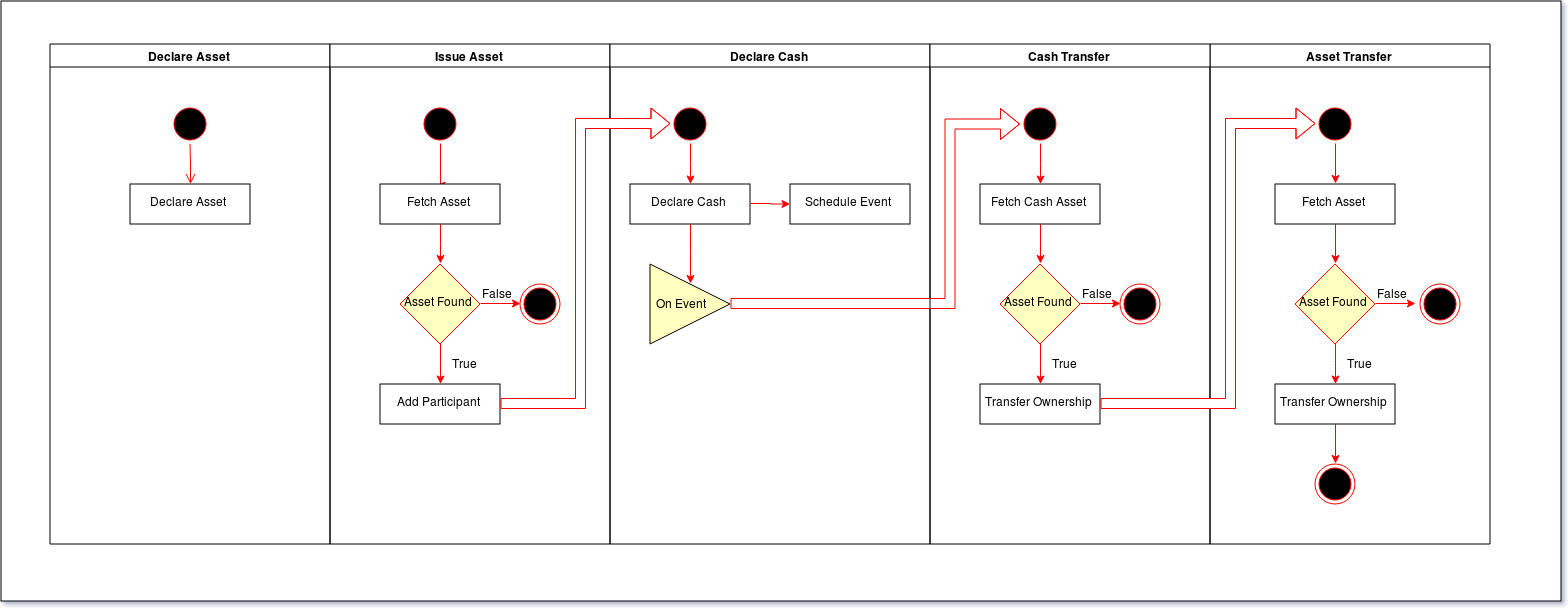 Declare Asset
Issue Asset
Declare Cash
Cash Transfer
Asset Transfer
Declare Asset
Fetch Asset
Declare Cash
Schedule Event
Fetch Cash Asset
Fetch Asset
Asset Found
False
On Event
Asset Found
False
Asset Found
False
True
True
True
Add Participant
Transfer Ownership
Transfer Ownership